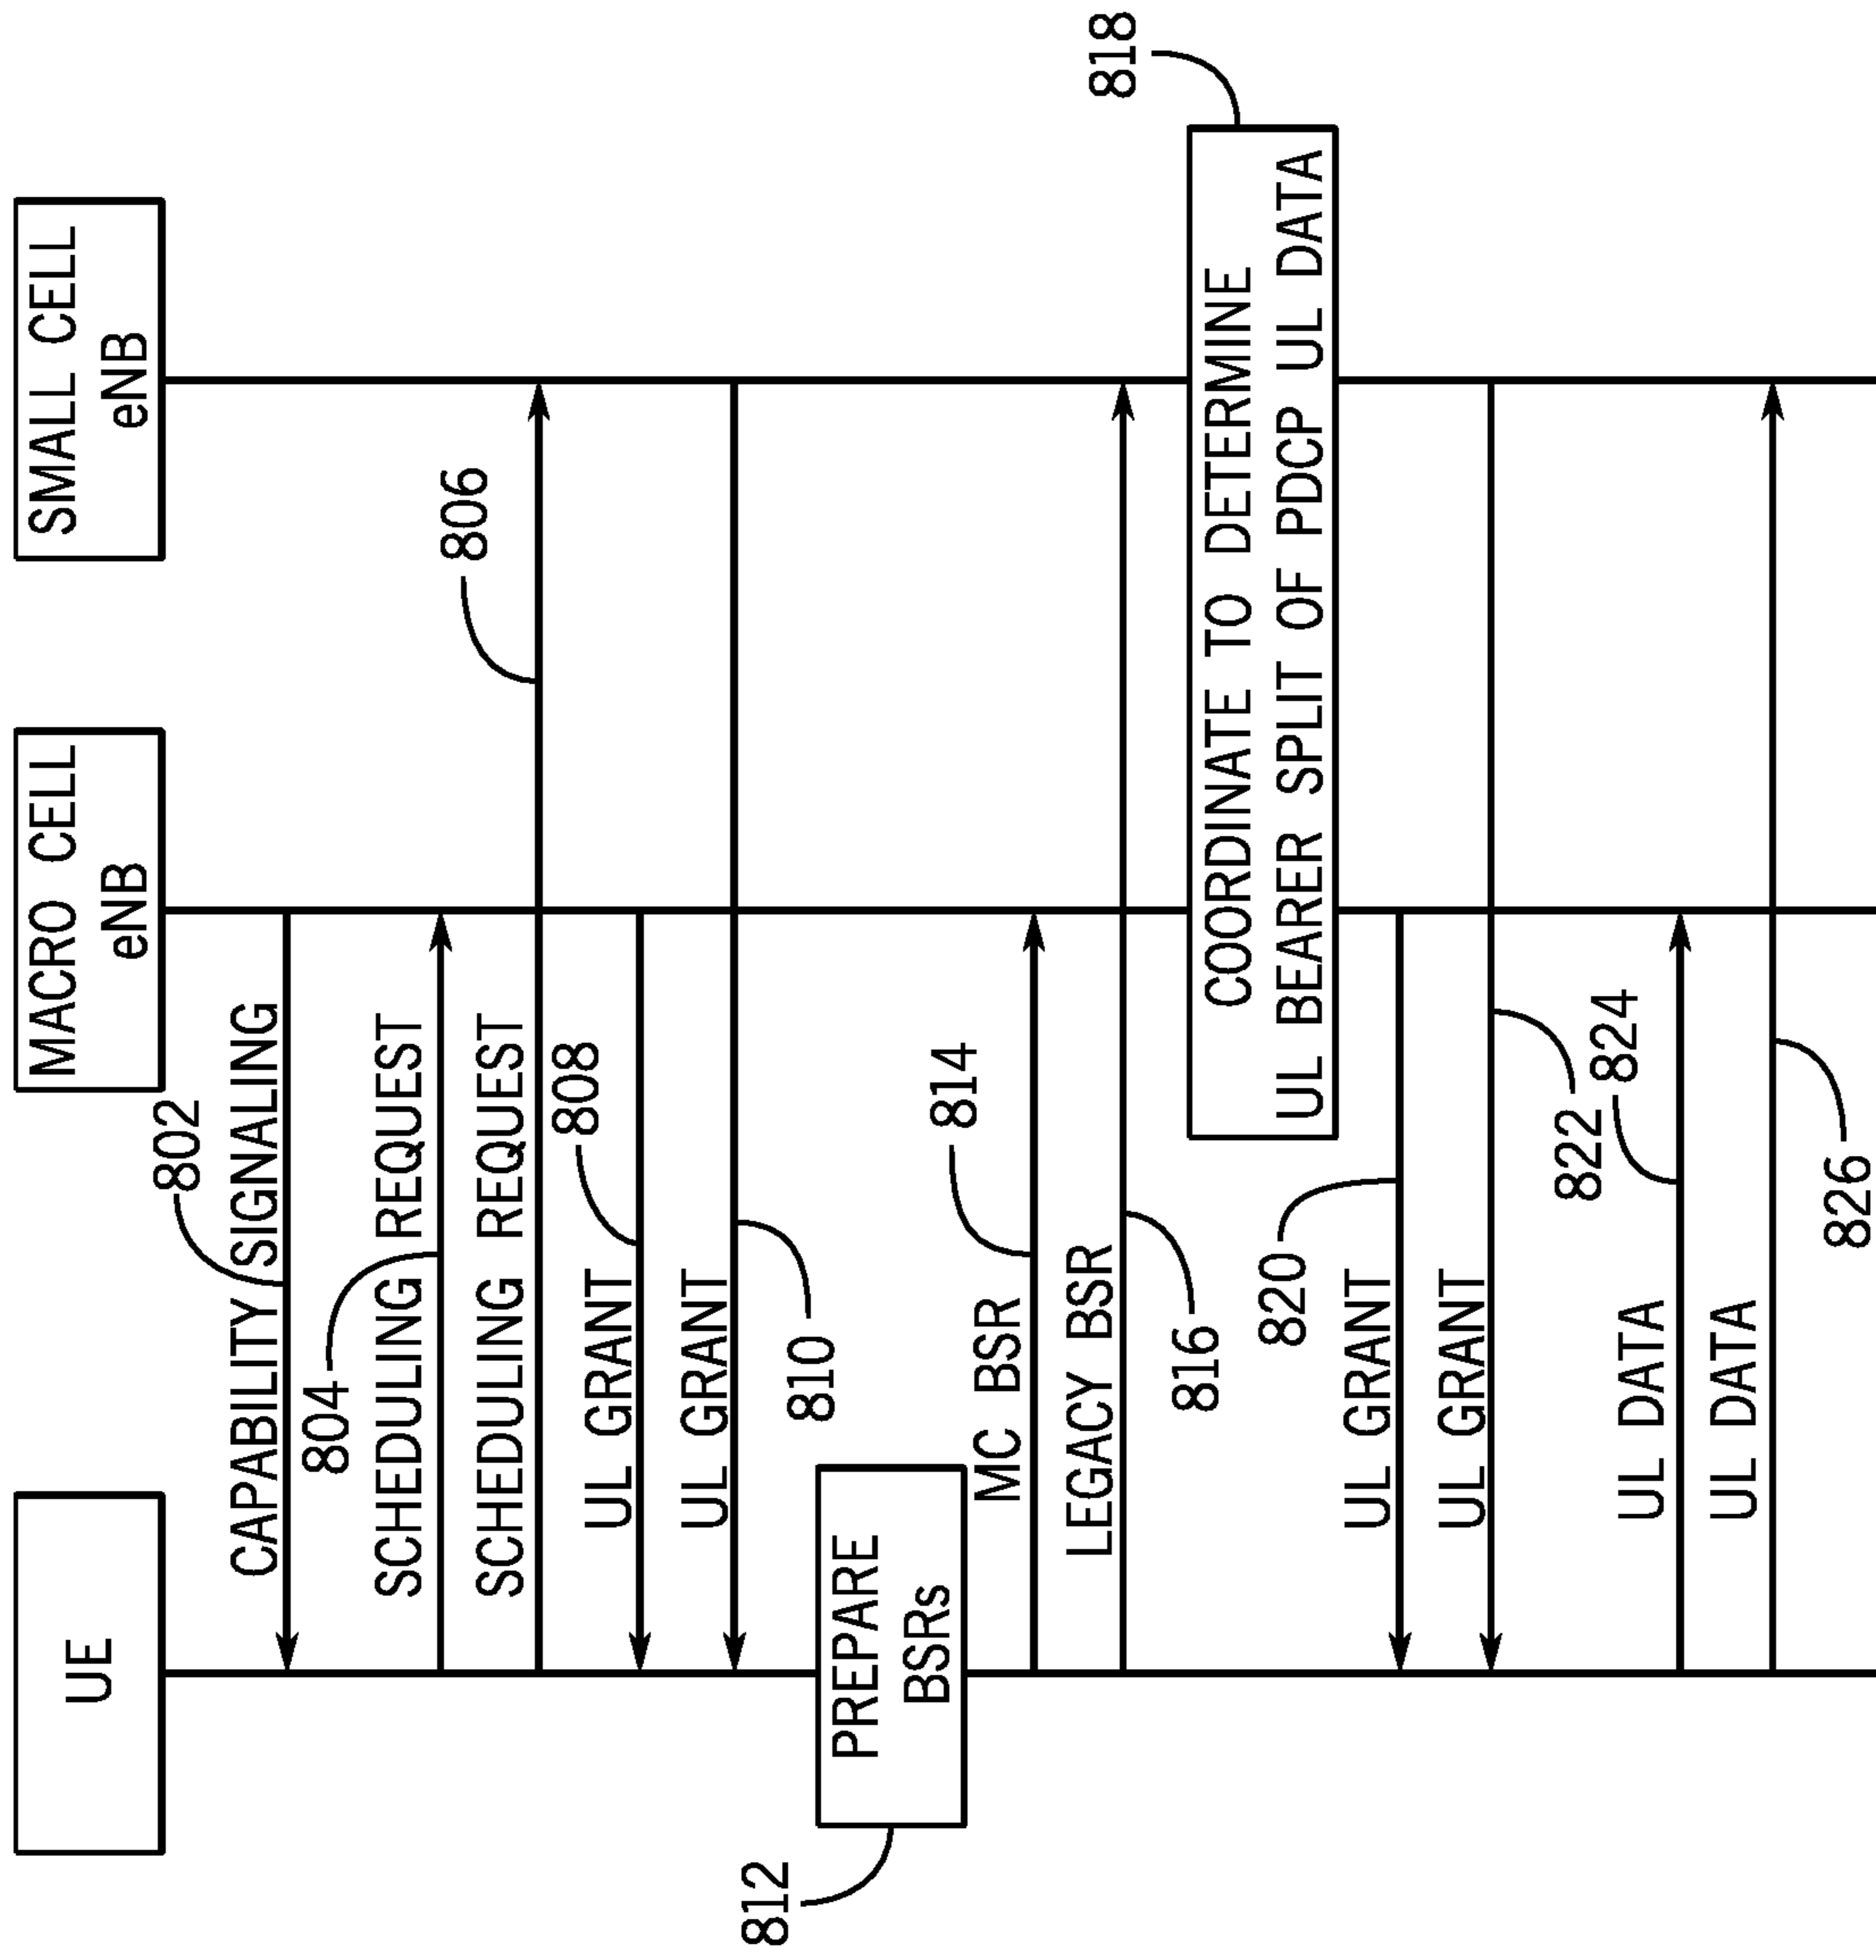 UE
MACRO CELL
eNB
SMALL CELL
eNB
802
CAPABILITY SIGNALING
804
SCHEDULING REQUEST
806
SCHEDULING REQUEST
808
UL GRANT
UL GRANT
810
812
PREPARE
BSRs
814
MC BSR
LEGACY BSR
816
818
COORDINATE TO DETERMINE
UL BEARER SPLIT OF PDCP UL DATA
820
UL GRANT
UL GRANT
822
824
UL DATA
UL DATA
826